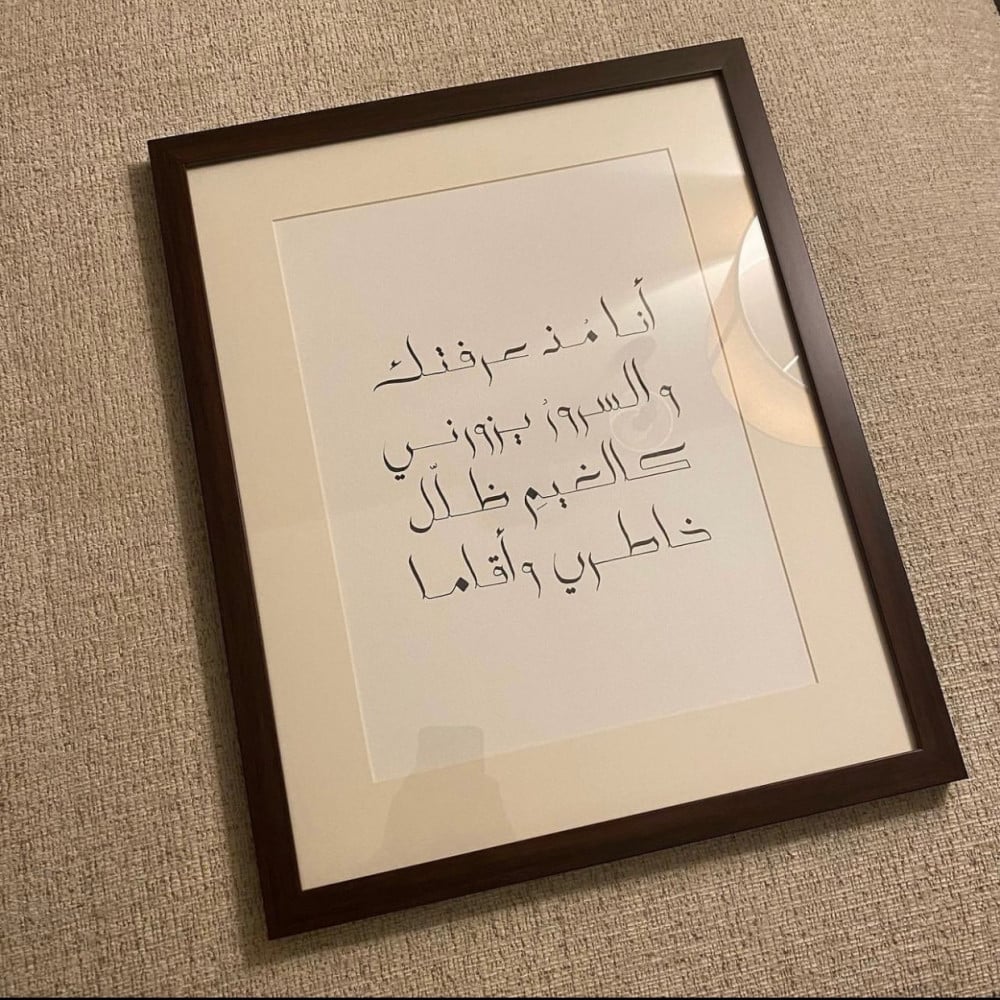 أنا مُذ عرفتك
والسرورُ يزورني
كالغيمِ ظلّل
خاطري وأقاما